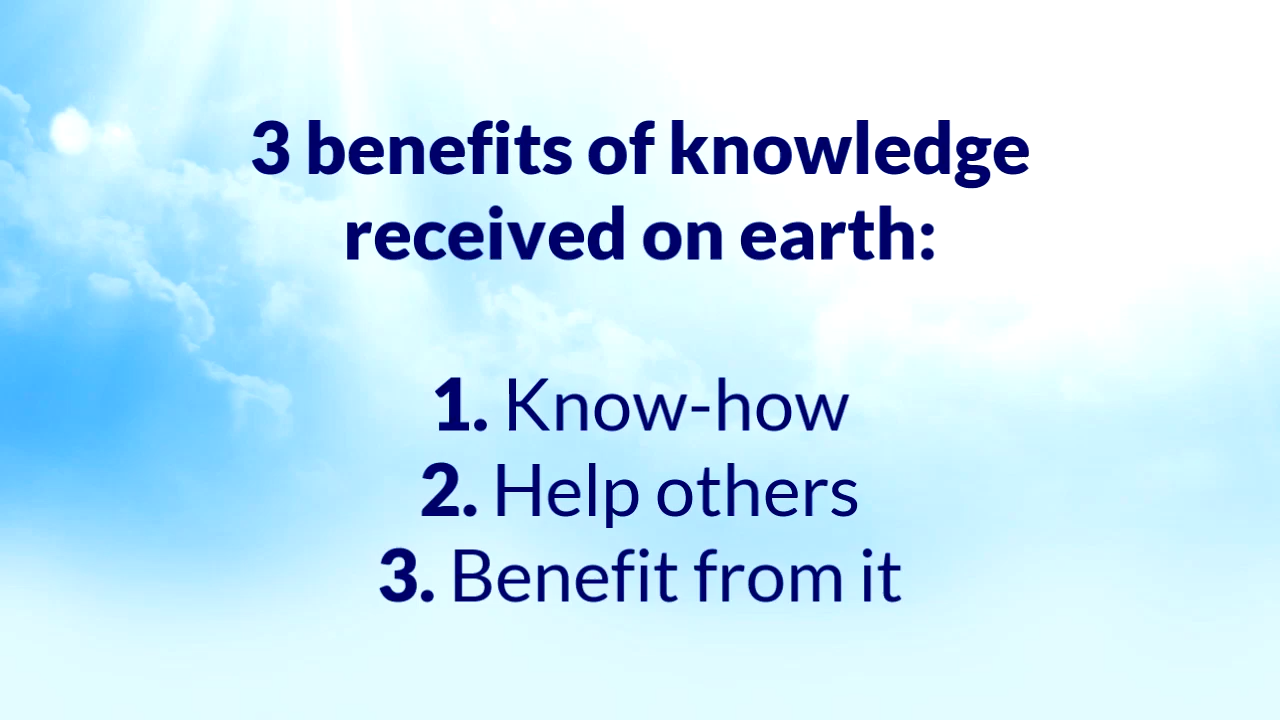 3 benefits of knowledge
received on earth:
1. Know-how
2. Help others
3. Benefit from it